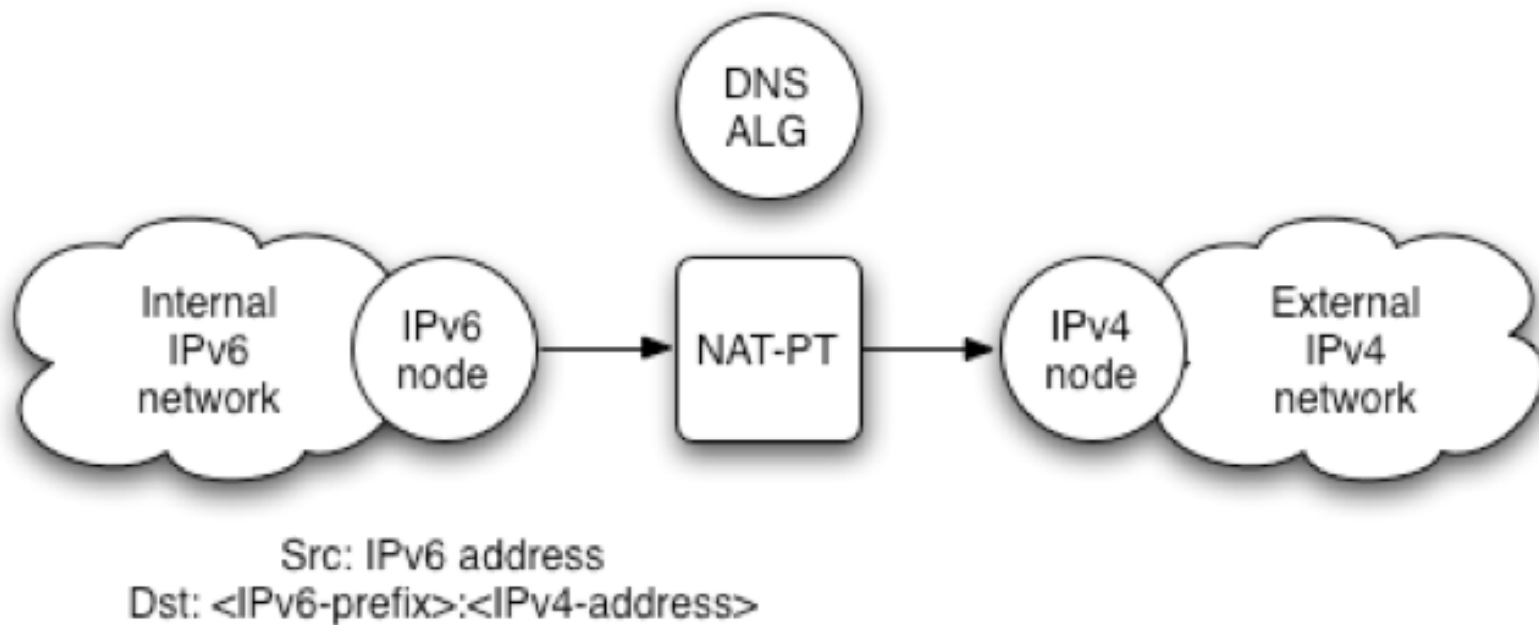 DNS
ALG
Internal
IPv6
network
IPv6
node
NAT-PT
IPv4
node
External
IPv4
network
Src: IPv6 address
Dst: <IPv6-prefix>:<IPv4-address>